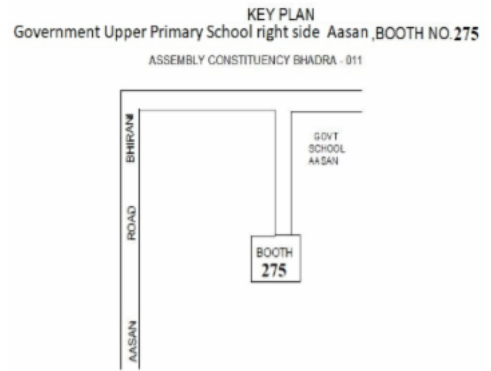 KEY PLAN
Government Upper Primary School right side Aasan ,BOOTH NO.275
ASSEMBLY CONSTITUENCY BHADRA - 011
BHIRANI
ROAD
AASAN
GOVT
SCHOOL
AASAN
BOOTH
275